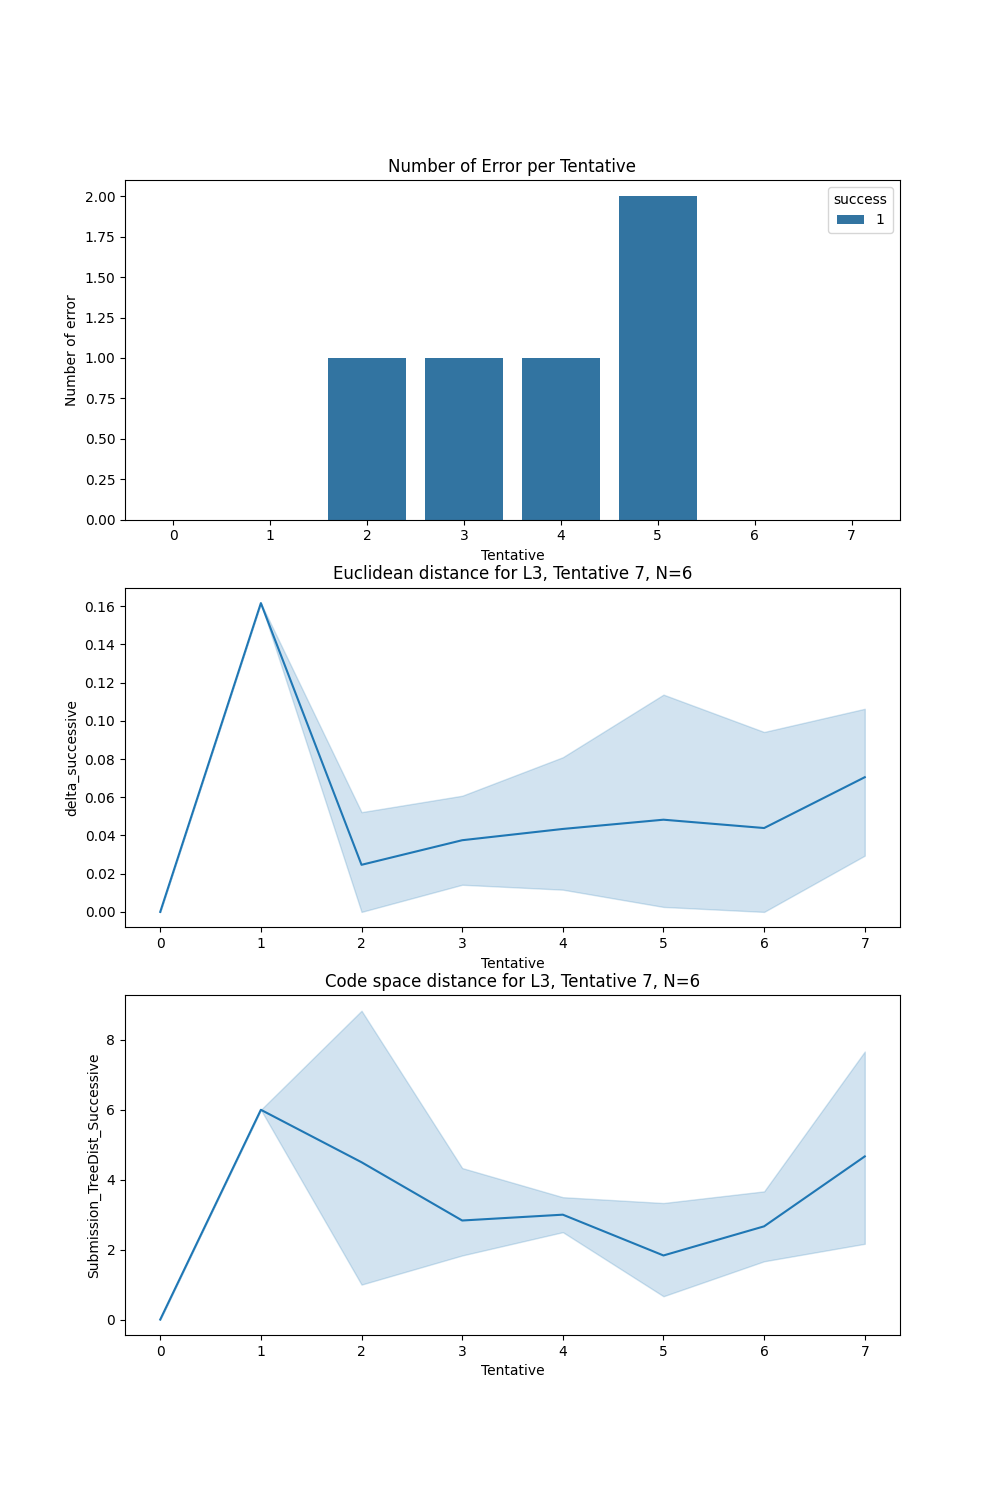 Number of Error per Tentative
success
1
Number of error
2.00
1.75
1.50
1.25
1.00
0.75
0.50
0.25
0.00
0 1 2 3 4 5 6 7
Tentative
Euclidean distance for L3, Tentative 7, N=6
delta_successive
0.16
0.14
0.12
0.10
0.08
0.06
0.04
0.02
0.00
0 1 2 3 4 5 6 7
Tentative
Code space distance for L3, Tentative 7, N=6
Submission_TreeDist_Successive
8
6
4
2
0
0 1 2 3 4 5 6 7
Tentative